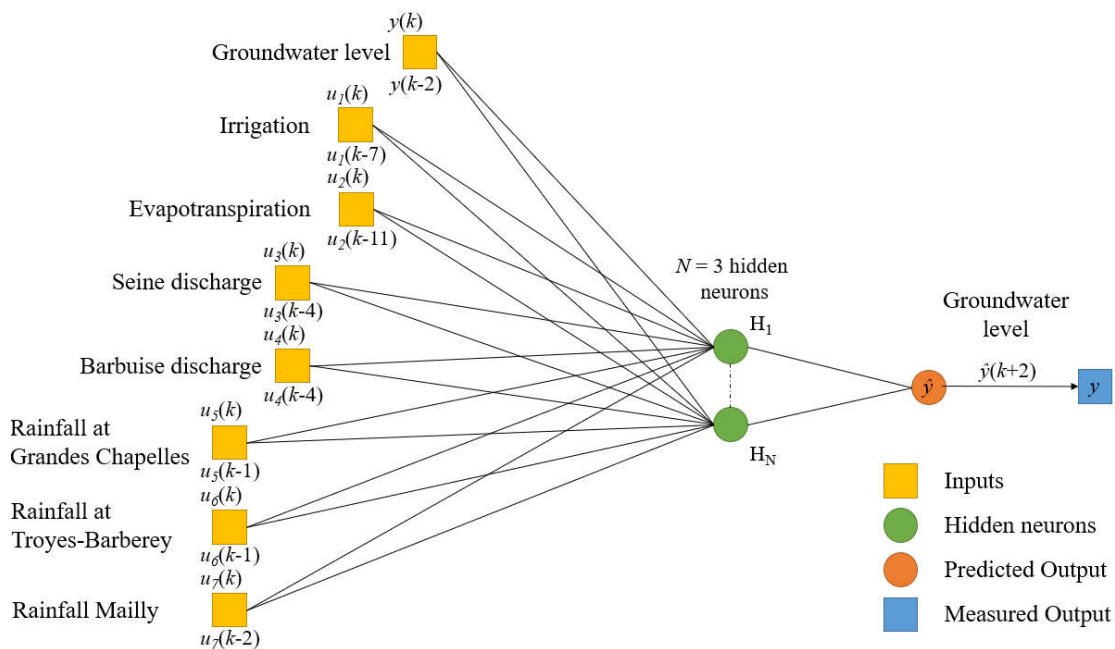 y(k)
Groundwater level
y(k-2)
u1(k)
Irrigation
u1(k-7)
u2(k)
Evapotranspiration
u2(k-11)
u3(k)
Seine discharge
u3(k-4)
u4(k)
Barbuise discharge
u4(k-4)
u5(k)
Rainfall at
Grandes Chapelles
u5(k-1)
u6(k)
Rainfall at
Troyes-Barberey
u6(k-1)
u7(k)
Rainfall Mailly
u7(k-2)
N = 3 hidden
neurons
H1
HN
Groundwater
level
ŷ(k+2)
ŷ
y
Inputs
Hidden neurons
Predicted Output
Measured Output